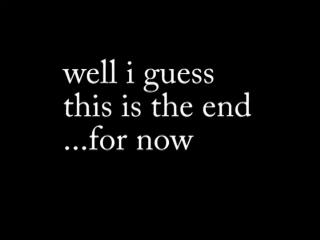 well i guess
this is the end
...for now